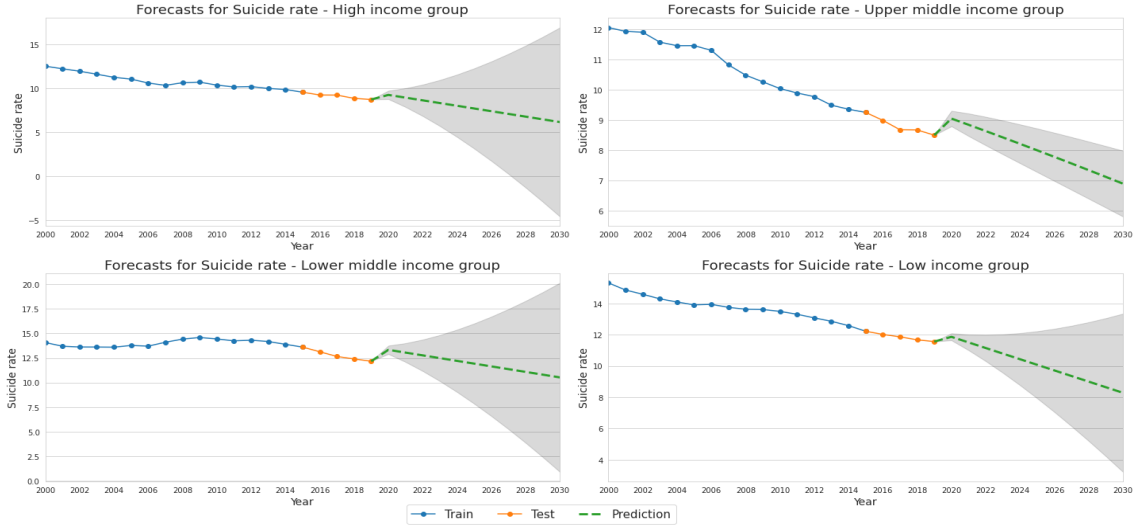 Forecasts for Suicide rate - High income group
Suicide rate
15
10
5
0
−5
2000 2002 2004 2006 2008 2010 2012 2014 2016 2018 2020 2022 2024 2026 2028 2030
Year
Forecasts for Suicide rate - Upper middle income group
Suicide rate
12
11
10
9
8
7
6
2000 2002 2004 2006 2008 2010 2012 2014 2016 2018 2020 2022 2024 2026 2028 2030
Year
Forecasts for Suicide rate - Lower middle income group
Suicide rate
20.0
17.5
15.0
12.5
10.0
7.5
5.0
2.5
0.0
2000 2002 2004 2006 2008 2010 2012 2014 2016 2018 2020 2022 2024 2026 2028 2030
Year
Forecasts for Suicide rate - Low income group
Suicide rate
14
12
10
8
6
4
2000 2002 2004 2006 2008 2010 2012 2014 2016 2018 2020 2022 2024 2026 2028 2030
Year
Train Test Prediction